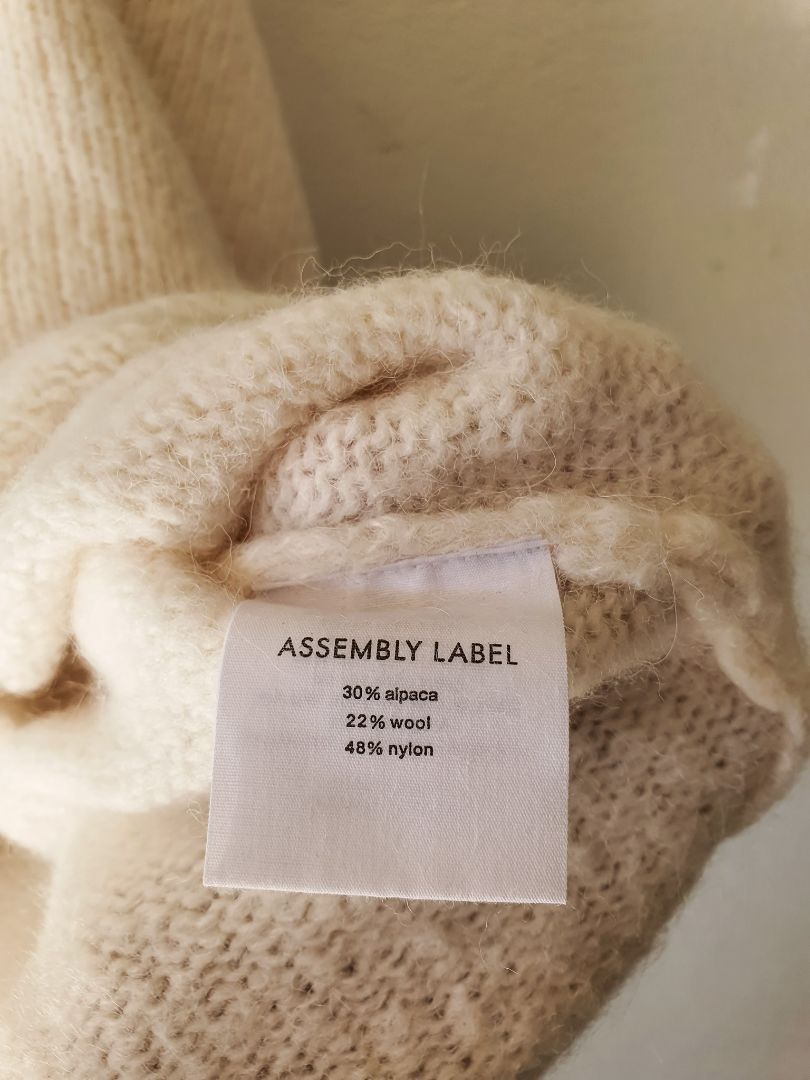 ASSEMBLY LABEL
30% alpaca
22% wool
48% nylon